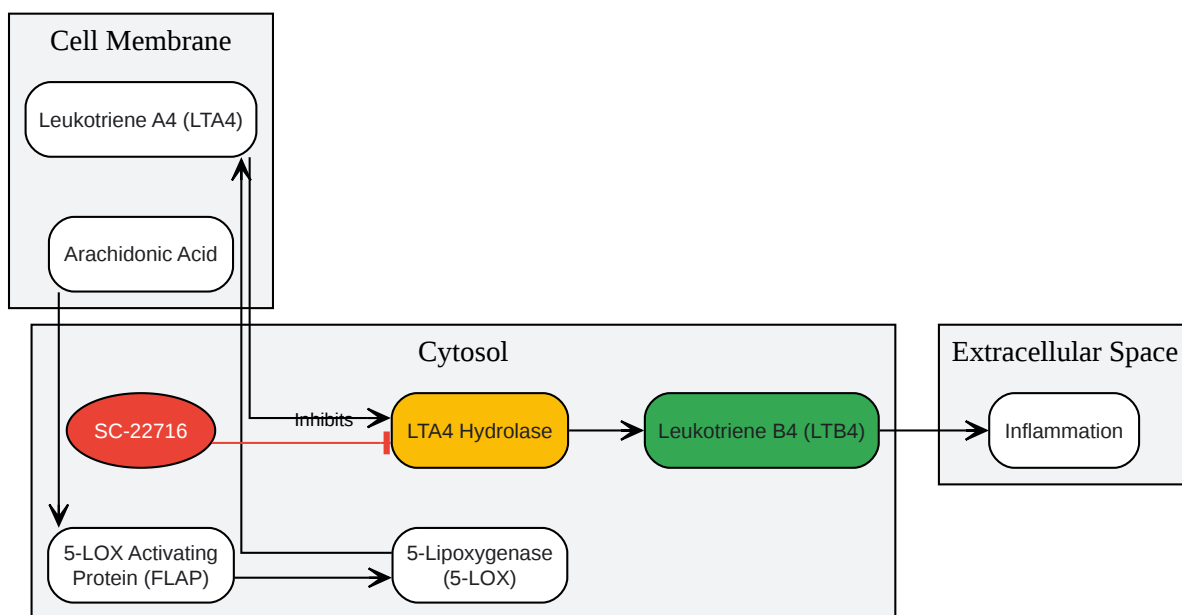 Cell Membrane
Leukotriene A4 (LTA4)
Arachidonic Acid
Cytosol
Extracellular Space
SC-22716
Inhibits
LTA4 Hydrolase
Leukotriene B4 (LTB4)
Inflammation
5-LOX Activating
Protein (FLAP)
5-Lipoxygenase
(5-LOX)